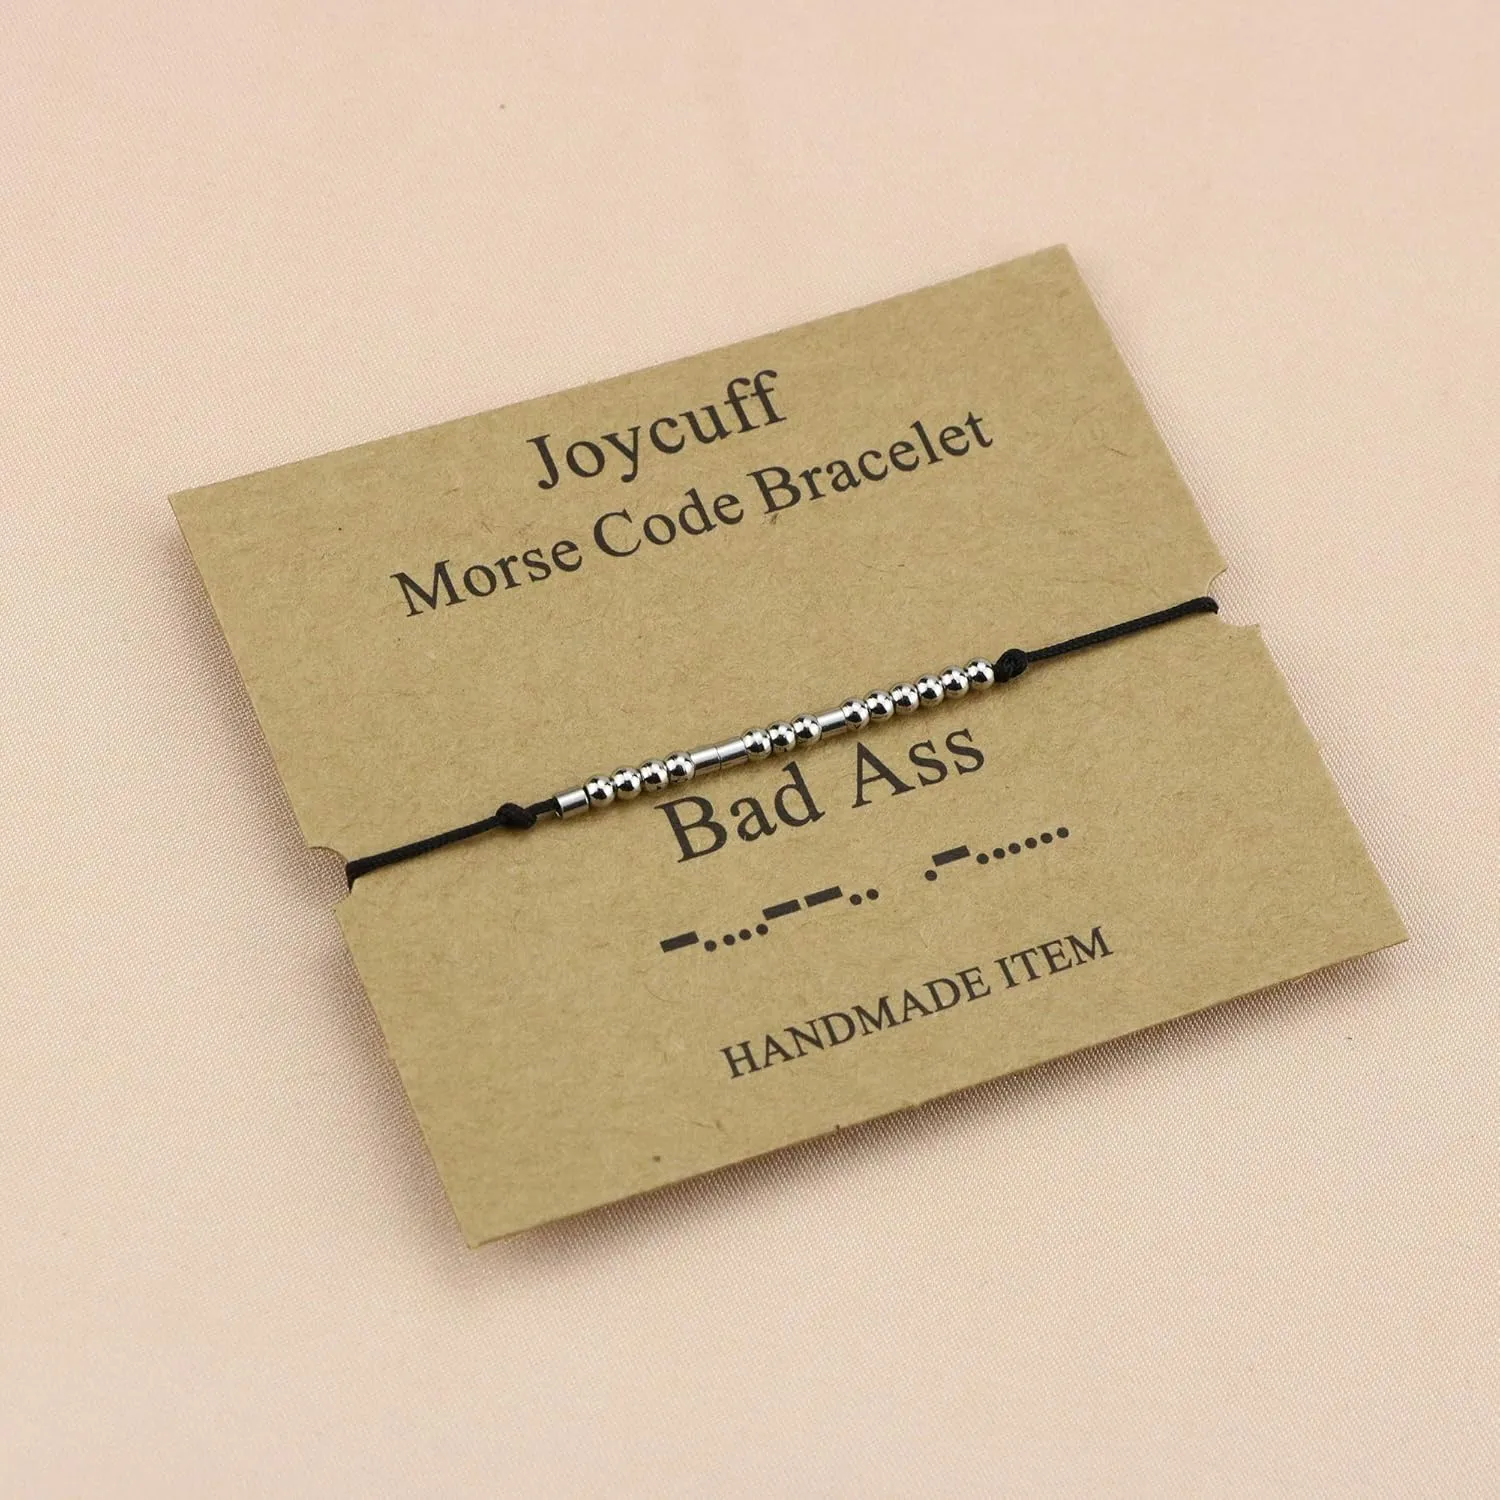 Joycuff
Morse Code Bracelet
Bad Ass
-....--.. .-......
HANDMADE ITEM